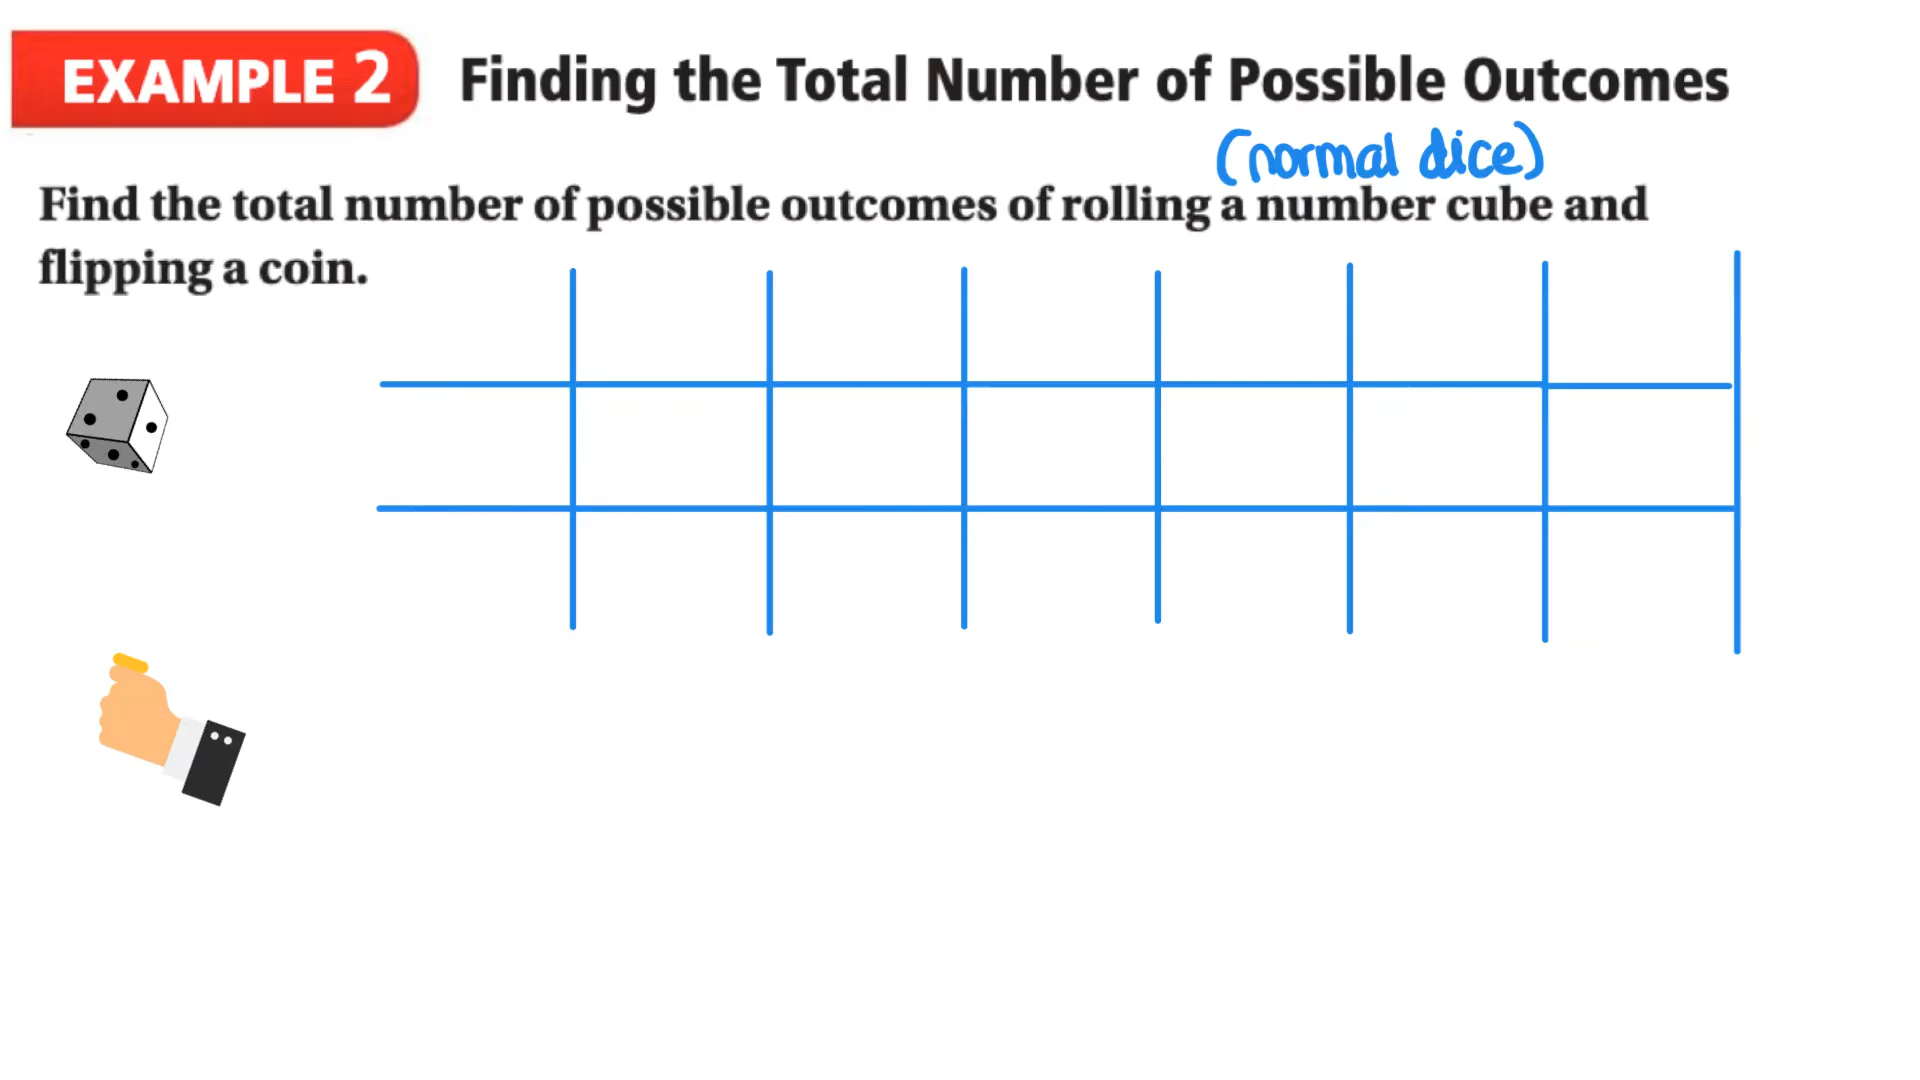 EXAMPLE 2 Finding the Total Number of Possible Outcomes
(normal dice)
Find the total number of possible outcomes of rolling a number cube and
flipping a coin.